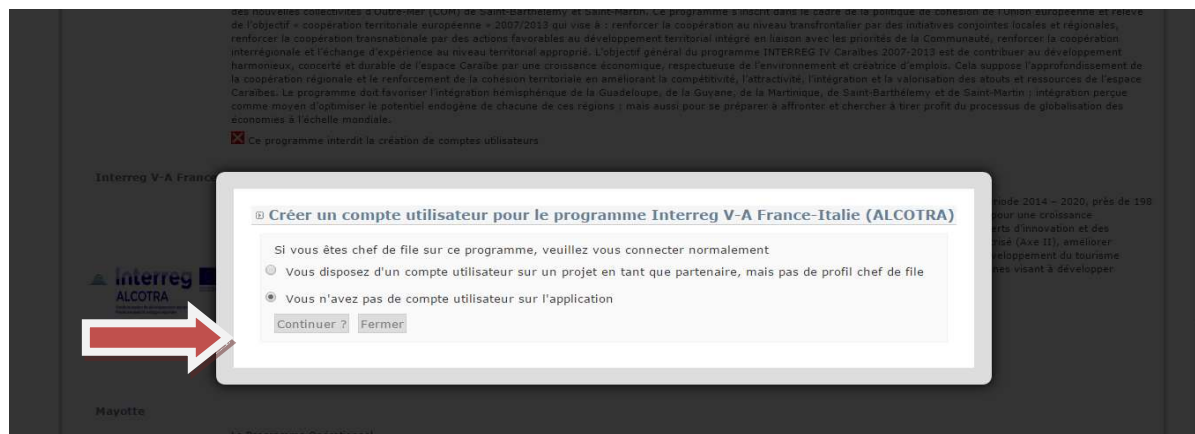 des nouvelles collectivités d'Outre-Mer (COM) de Saint-Barthélemy et Saint-Martin. Ce programme s'inscrit dans le cadre de la politique de cohésion de l'Union européenne et relève
de l'objectif « coopération territoriale européenne » 2007/2013 qui vise à : renforcer la coopération au niveau transfrontalier par des initiatives conjointes locales et régionales,
renforcer la coopération transnationale par des actions favorables au développement territorial intégré en liaison avec les priorités de la Communauté, renforcer la coopération
interrégionale et l'échange d'expérience au niveau territorial approprié. L'objectif général du programme INTERREG IV Caraïbes 2007-2013 est de contribuer au développement
harmonieux, concerté et durable de l'espace Caraïbe par une croissance économique, respectueuse de l'environnement et créatrice d'emplois. Cela suppose l'approfondissement de
la coopération régionale et le renforcement de la cohésion territoriale en améliorant la compétitivité, l'attractivité, l'intégration et la valorisation des atouts et ressources de l'espace
Caraïbes. Le programme doit favoriser l'intégration hémisphérique de la Guadeloupe, de la Guyane, de la Martinique, de Saint-Barthélemy et de Saint-Martin ; intégration perçue
comme moyen d'optimiser le potentiel endogène de chacune de ces régions ; mais aussi pour se préparer à affronter et chercher à tirer profit du processus de globalisation des
économies à l'échelle mondiale.
Ce programme interdit la création de comptes utilisateurs
Interreg V-A France
riode 2014 – 2020, près de 198
pour une croissance
erts d'innovation et des
risé (Axe II), améliorer
veloppement du tourisme
nes visant à développer
Créer un compte utilisateur pour le programme Interreg V-A France-Italie (ALCOTRA)
Si vous êtes chef de file sur ce programme, veuillez vous connecter normalement
Vous disposez d'un compte utilisateur sur un projet en tant que partenaire, mais pas de profil chef de file
Vous n'avez pas de compte utilisateur sur l'application
Continuer ? Fermer
Interreg
ALCOTRA
Mayotte